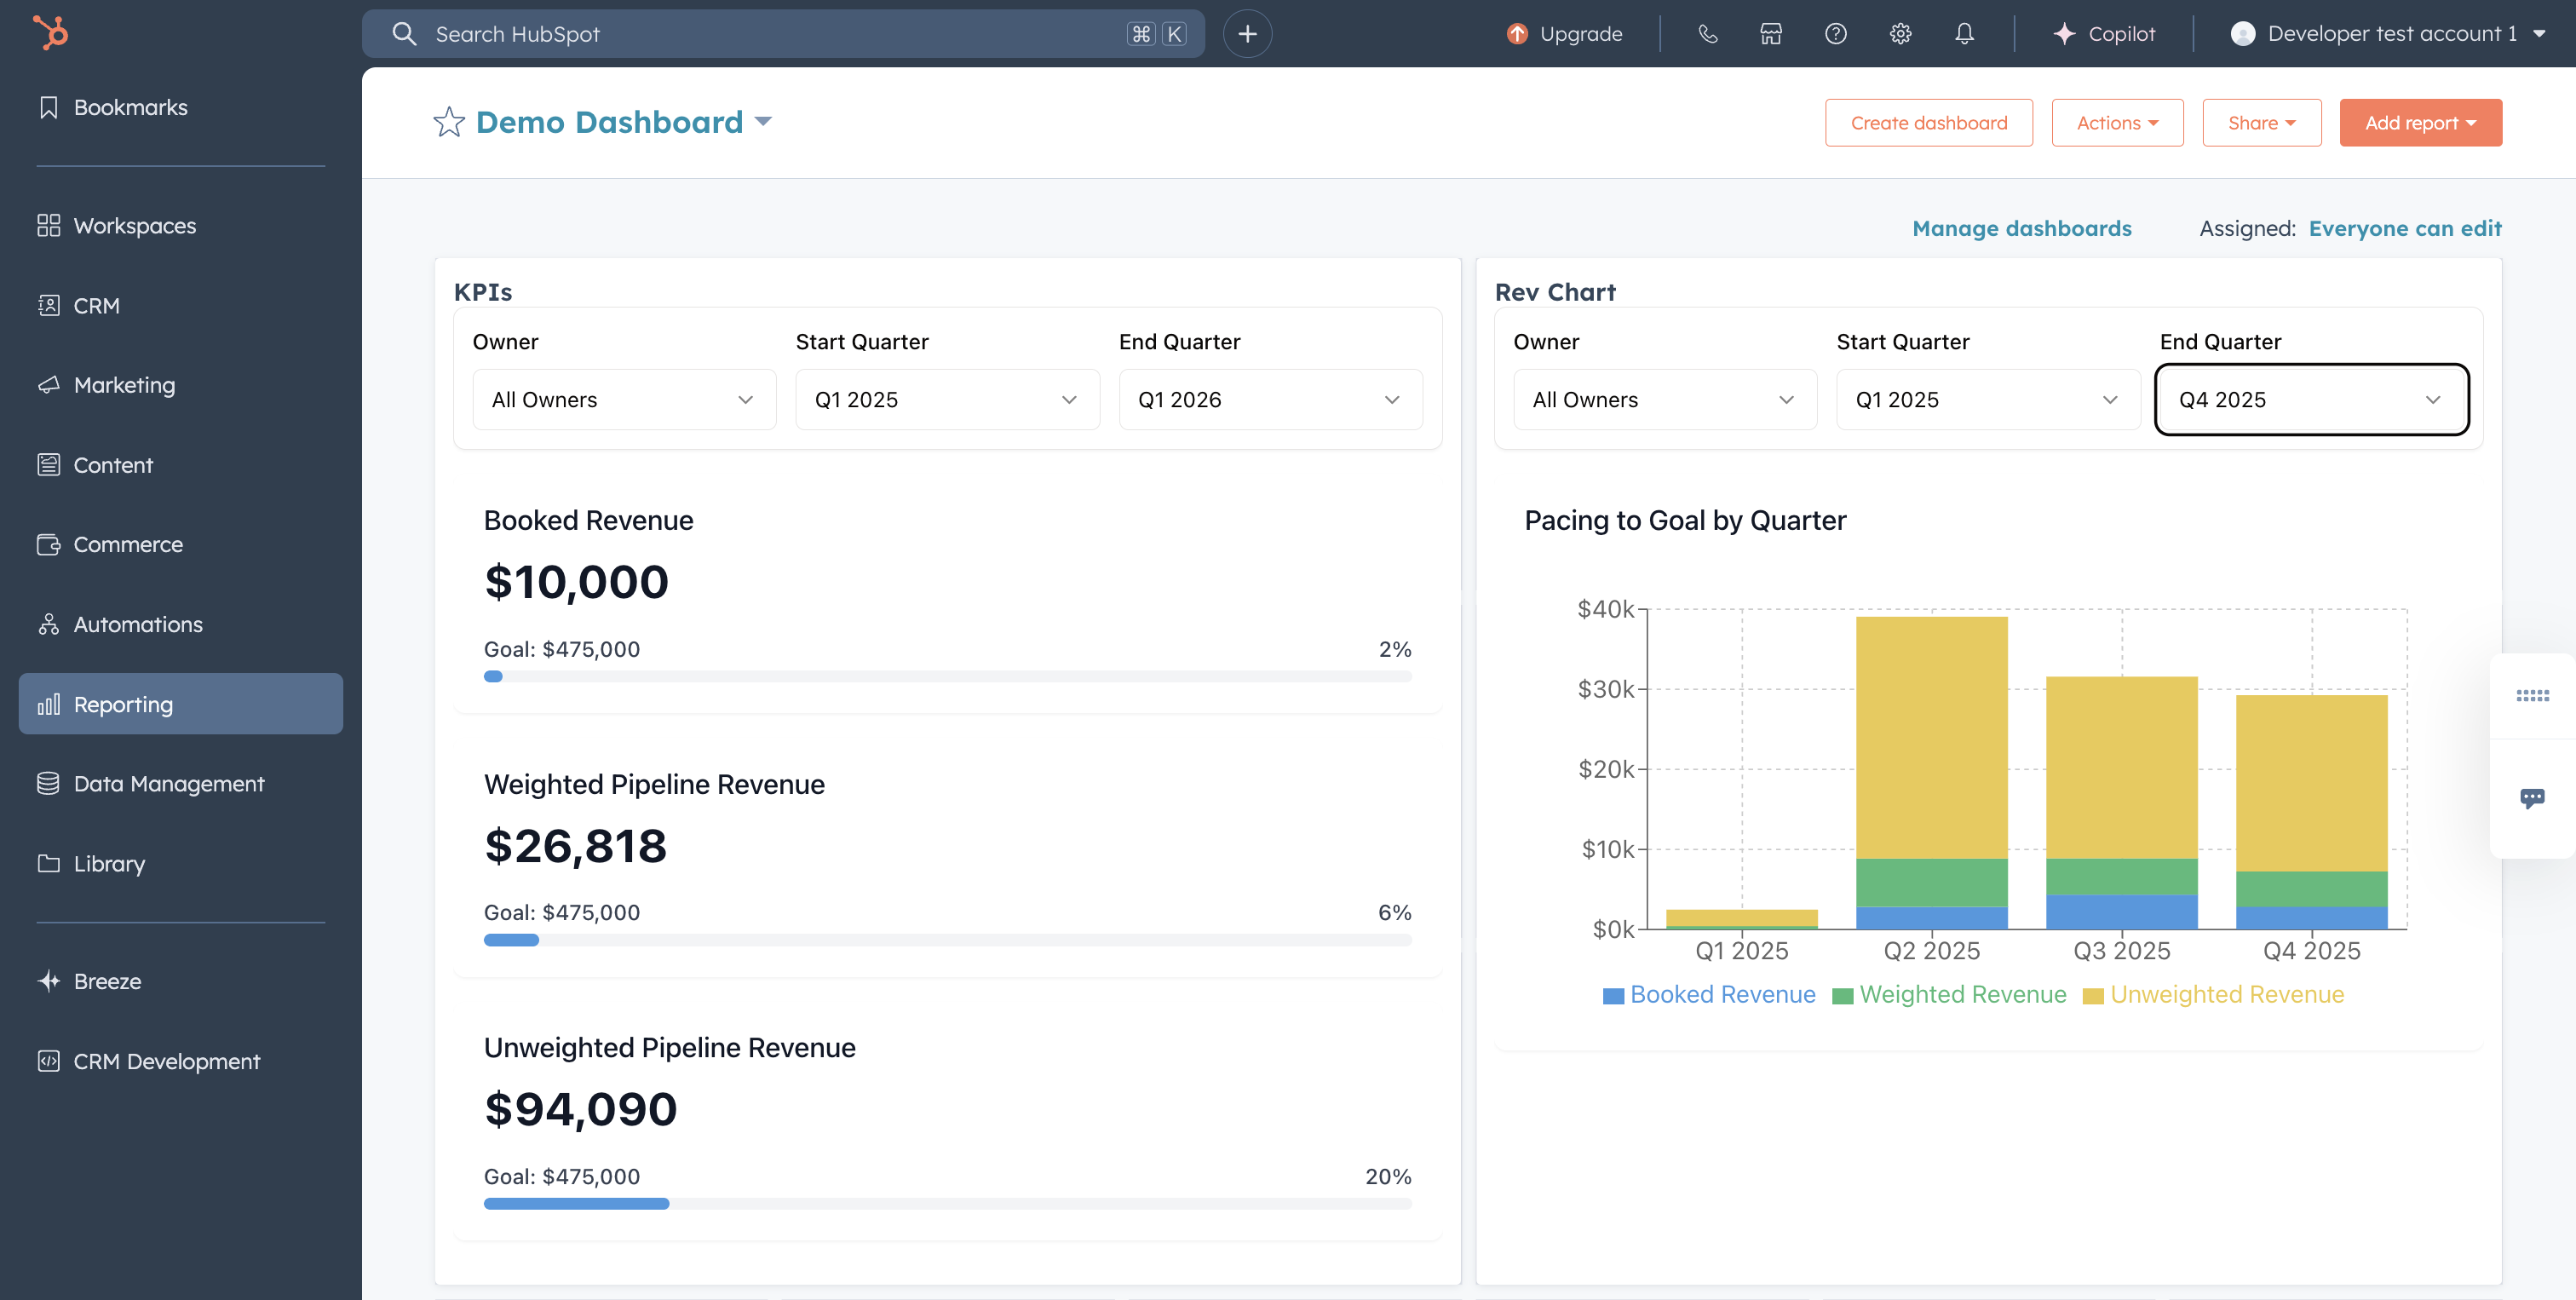 Search HubSpot ⌘ K
Upgrade
Copilot
Developer test account 1
Bookmarks
Workspaces
CRM
Marketing
Content
Commerce
Automations
Reporting
Data Management
Library
Breeze
CRM Development
Demo Dashboard
Create dashboard
Actions
Share
Add report
Manage dashboards
Assigned: Everyone can edit
KPIs
Owner Start Quarter End Quarter
All Owners Q1 2025 Q1 2026
Booked Revenue
$10,000
Goal: $475,000 2%
Weighted Pipeline Revenue
$26,818
Goal: $475,000 6%
Unweighted Pipeline Revenue
$94,090
Goal: $475,000 20%
Rev Chart
Owner Start Quarter End Quarter
All Owners Q1 2025 Q4 2025
Pacing to Goal by Quarter
$40k
$30k
$20k
$10k
$0k
Q1 2025 Q2 2025 Q3 2025 Q4 2025
Booked Revenue Weighted Revenue Unweighted Revenue